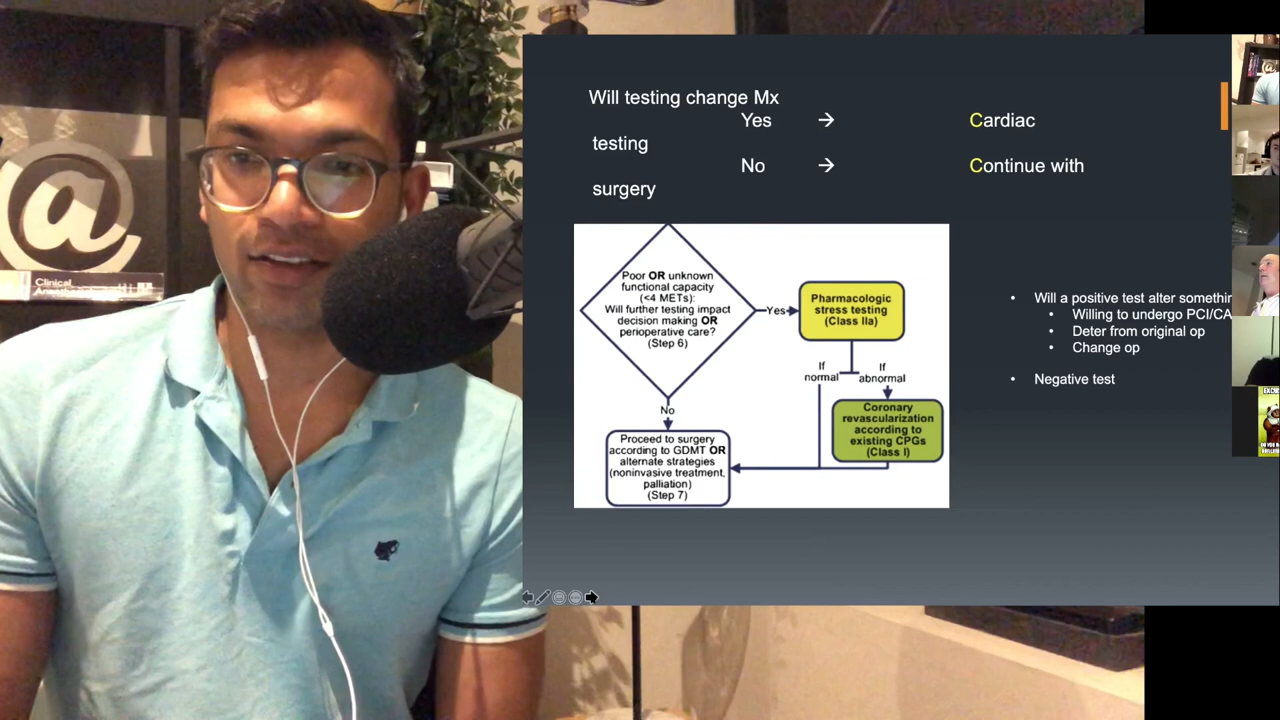 @
Clinical
Will testing change Mx
Yes → Cardiac
testing
No → Continue with
surgery
Poor OR unknown
functional capacity
(<4 METs):
Will further testing impact
decision making OR
perioperative care?
(Step 6)
Yes
Pharmacologic
stress testing
(Class IIa)
If
normal
If
abnormal
No
Coronary
revascularization
according to
existing CPGs
(Class I)
Proceed to surgery
according to GDMT OR
alternate strategies
(noninvasive treatment,
palliation)
(Step 7)
• Will a positive test alter somethin
• Willing to undergo PCI/CA
• Deter from original op
• Change op
• Negative test